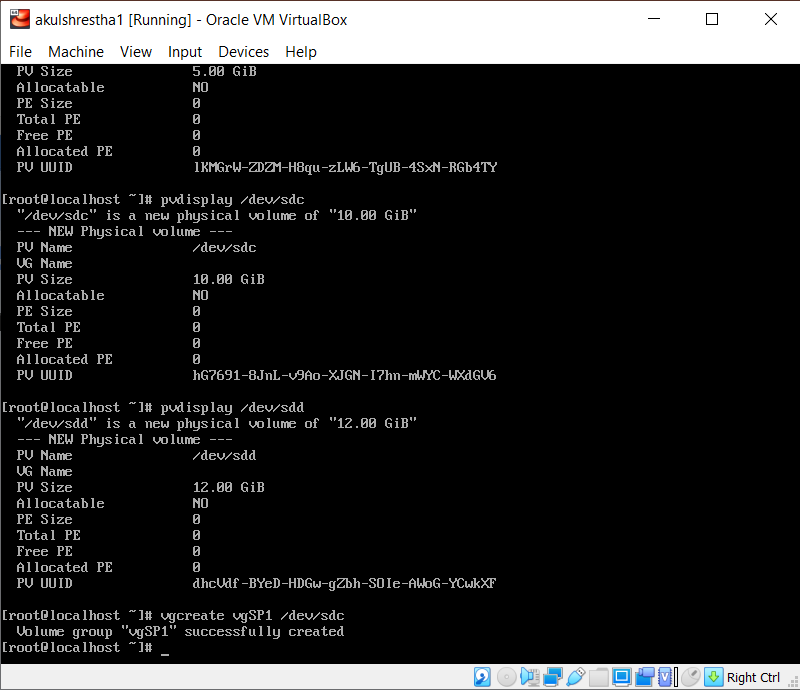 akulshrestha1 [Running] - Oracle VM VirtualBox
File Machine View Input Devices Help
PV Size 5.00 GiB
Allocatable NO
PE Size 0
Total PE 0
Free PE 0
Allocated PE 0
PV UUID lKMGrW-ZDZM-H8qu-zLW6-TgUB-4SxN-RGb4TY
[root@localhost ~]# pvdisplay /dev/sdc
"/dev/sdc" is a new physical volume of "10.00 GiB"
--- NEW Physical volume ---
PV Name /dev/sdc
VG Name
PV Size 10.00 GiB
Allocatable NO
PE Size 0
Total PE 0
Free PE 0
Allocated PE 0
PV UUID hG7691-8JnL-v9Ao-XJGN-I7hn-mWYC-WXdGV6
[root@localhost ~]# pvdisplay /dev/sdd
"/dev/sdd" is a new physical volume of "12.00 GiB"
--- NEW Physical volume ---
PV Name /dev/sdd
VG Name
PV Size 12.00 GiB
Allocatable NO
PE Size 0
Total PE 0
Free PE 0
Allocated PE 0
PV UUID dhcVdf-BYeD-HDGw-gZbh-SOIe-AWoG-YCwkXF
[root@localhost ~]# vgcreate vgSP1 /dev/sdc
Volume group "vgSP1" successfully created
[root@localhost ~]# _
Right Ctrl